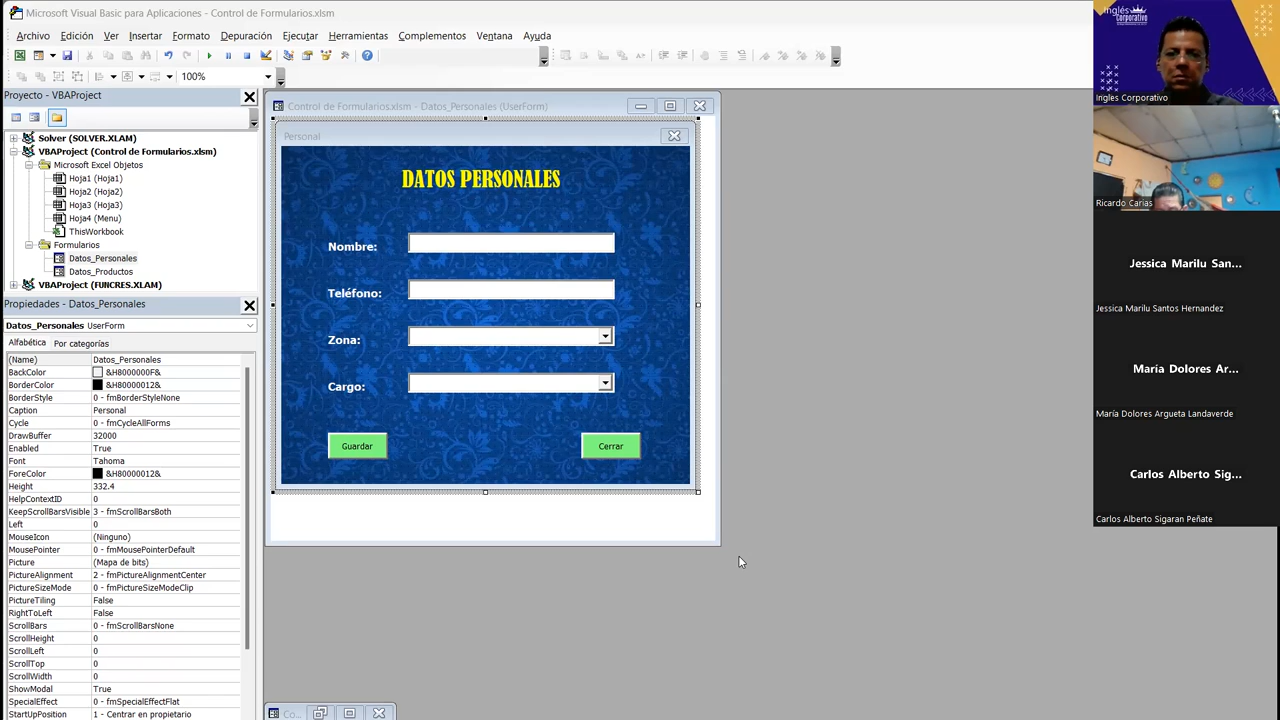 Microsoft Visual Basic para Aplicaciones - Control de Formularios.xlsm
Archivo Edición Ver Insertar Formato Depuración Ejecutar Herramientas Complementos Ventana Ayuda
100%
Proyecto - VBAProject
Solver (SOLVER.XLAM)
VBAProject (Control de Formularios.xlsm)
Microsoft Excel Objetos
Hoja1 (Hoja1)
Hoja2 (Hoja2)
Hoja3 (Hoja3)
Hoja4 (Menu)
ThisWorkbook
Formularios
Datos_Personales
Datos_Productos
VBAProject (FUNCRES.XLAM)
Propiedades - Datos_Personales
Datos_Personales UserForm
Alfabética Por categorías
(Name) Datos_Personales
BackColor &H8000000F&
BorderColor &H80000012&
BorderStyle 0 - fmBorderStyleNone
Caption Personal
Cycle 0 - fmCycleAllForms
DrawBuffer 32000
Enabled True
Font Tahoma
ForeColor &H80000012&
Height 332.4
HelpContextID 0
KeepScrollBarsVisible 3 - fmScrollBarsBoth
Left 0
MouseIcon (Ninguno)
MousePointer 0 - fmMousePointerDefault
Picture (Mapa de bits)
PictureAlignment 2 - fmPictureAlignmentCenter
PictureSizeMode 0 - fmPictureSizeModeClip
PictureTiling False
RightToLeft False
ScrollBars 0 - fmScrollBarsNone
ScrollHeight 0
ScrollLeft 0
ScrollTop 0
ScrollWidth 0
ShowModal True
SpecialEffect 0 - fmSpecialEffectFlat
StartUpPosition 1 - Centrar en propietario
Control de Formularios.xlsm - Datos_Personales (UserForm)
Personal
DATOS PERSONALES
Nombre:
Teléfono:
Zona:
Cargo:
Guardar Cerrar
Co...
Inglés
Corporativo
Ingles Corporativo
Ricardo Carias
Jessica Marilu San...
Jessica Marilu Santos Hernandez
María Dolores Ar...
María Dolores Argueta Landaverde
Carlos Alberto Sig...
Carlos Alberto Sigaran Peñate